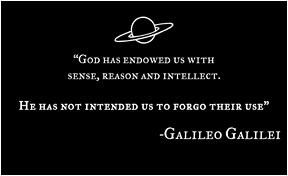 “God has endowed us with
sense, reason and intellect.
He has not intended us to forgo their use”
-Galileo Galilei